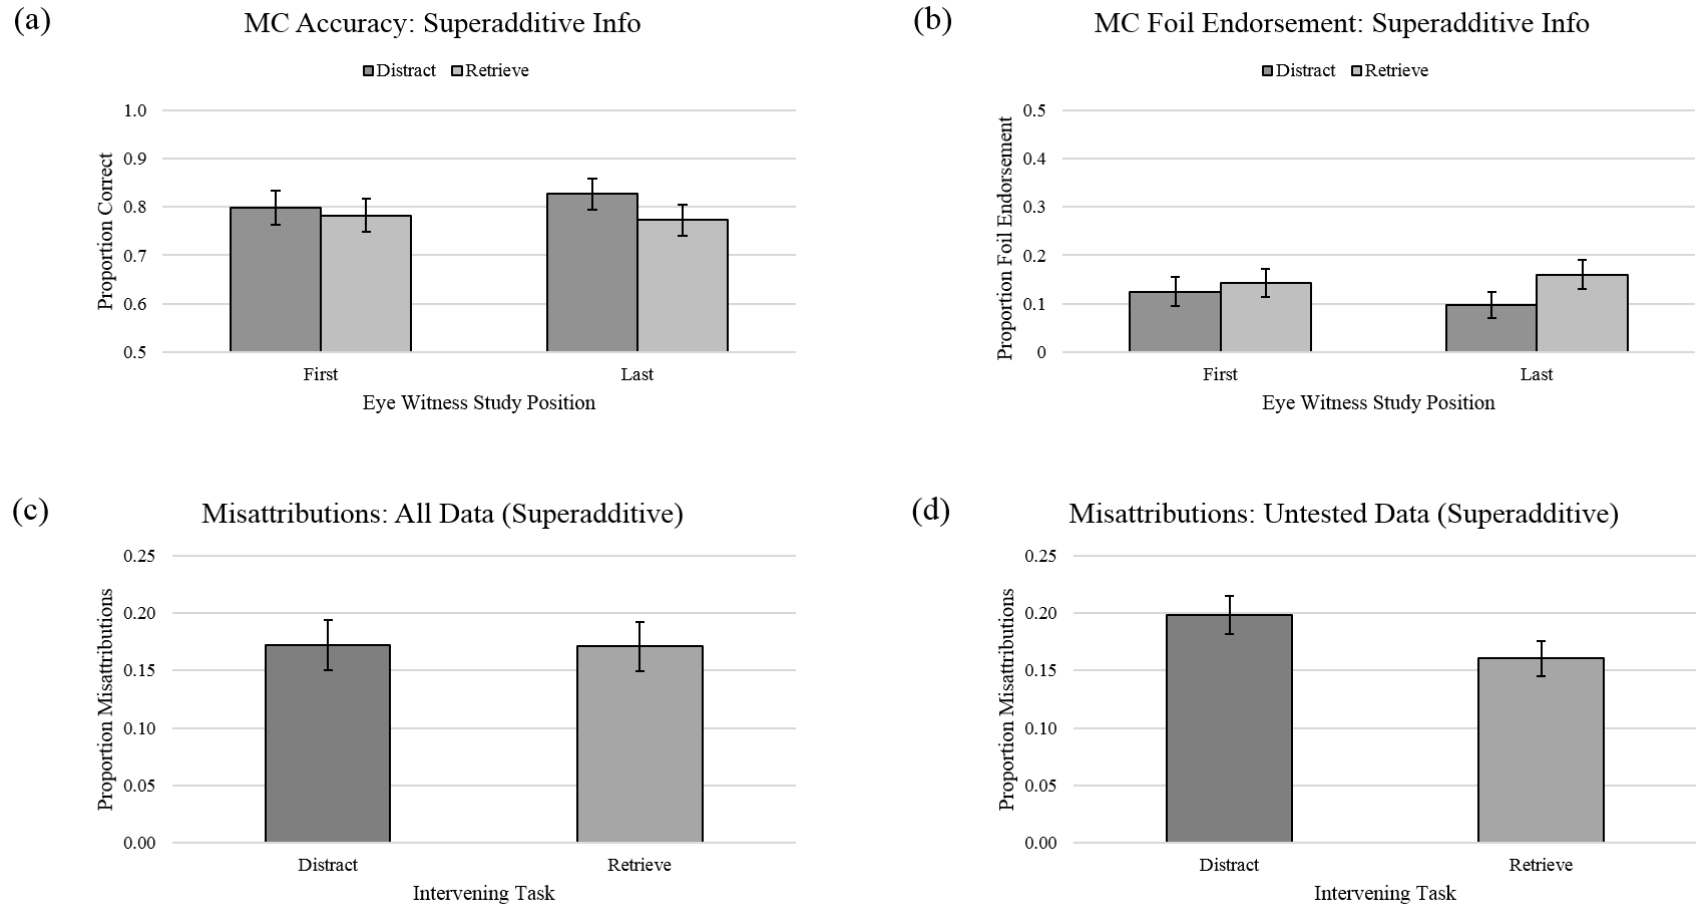 (a)
MC Accuracy: Superadditive Info
Distract Retrieve
Proportion Correct
1.0
0.9
0.8
0.7
0.6
0.5
First Last
Eye Witness Study Position
(b)
MC Foil Endorsement: Superadditive Info
Distract Retrieve
Proportion Foil Endorsement
0.5
0.4
0.3
0.2
0.1
0
First Last
Eye Witness Study Position
(c)
Misattributions: All Data (Superadditive)
Proportion Misattributions
0.25
0.20
0.15
0.10
0.05
0.00
Distract Retrieve
Intervening Task
(d)
Misattributions: Untested Data (Superadditive)
Proportion Misattributions
0.25
0.20
0.15
0.10
0.05
0.00
Distract Retrieve
Intervening Task